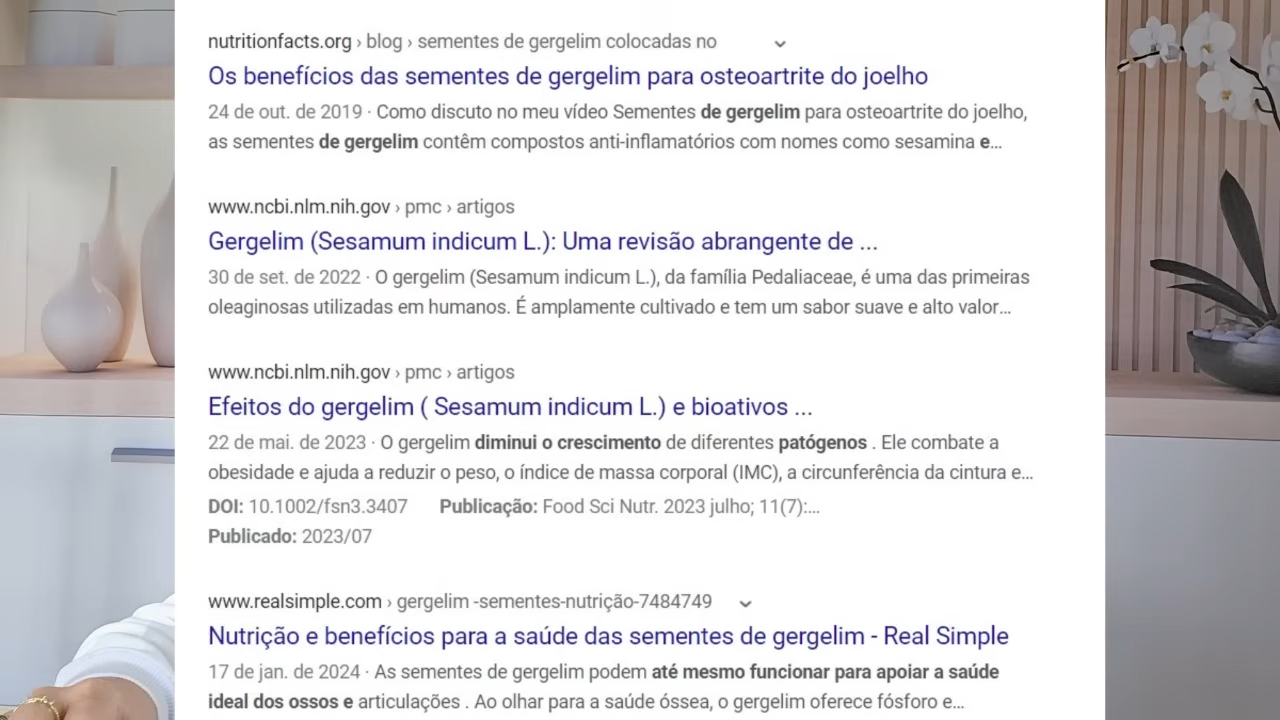 nutritionfacts.org › blog › sementes de gergelim colocadas no
Os benefícios das sementes de gergelim para osteoartrite do joelho
24 de out. de 2019 · Como discuto no meu vídeo Sementes de gergelim para osteoartrite do joelho,
as sementes de gergelim contêm compostos anti-inflamatórios com nomes como sesamina e...
www.ncbi.nlm.nih.gov › pmc › artigos
Gergelim (Sesamum indicum L.): Uma revisão abrangente de ...
30 de set. de 2022 · O gergelim (Sesamum indicum L.), da família Pedaliaceae, é uma das primeiras
oleaginosas utilizadas em humanos. É amplamente cultivado e tem um sabor suave e alto valor...
www.ncbi.nlm.nih.gov › pmc › artigos
Efeitos do gergelim ( Sesamum indicum L.) e bioativos ...
22 de mai. de 2023 · O gergelim diminui o crescimento de diferentes patógenos . Ele combate a
obesidade e ajuda a reduzir o peso, o índice de massa corporal (IMC), a circunferência da cintura e...
DOI: 10.1002/fsn3.3407 Publicação: Food Sci Nutr. 2023 julho; 11(7):...
Publicado: 2023/07
www.realsimple.com › gergelim -sementes-nutrição-7484749
Nutrição e benefícios para a saúde das sementes de gergelim - Real Simple
17 de jan. de 2024 · As sementes de gergelim podem até mesmo funcionar para apoiar a saúde
ideal dos ossos e articulações . Ao olhar para a saúde óssea, o gergelim oferece fósforo e...